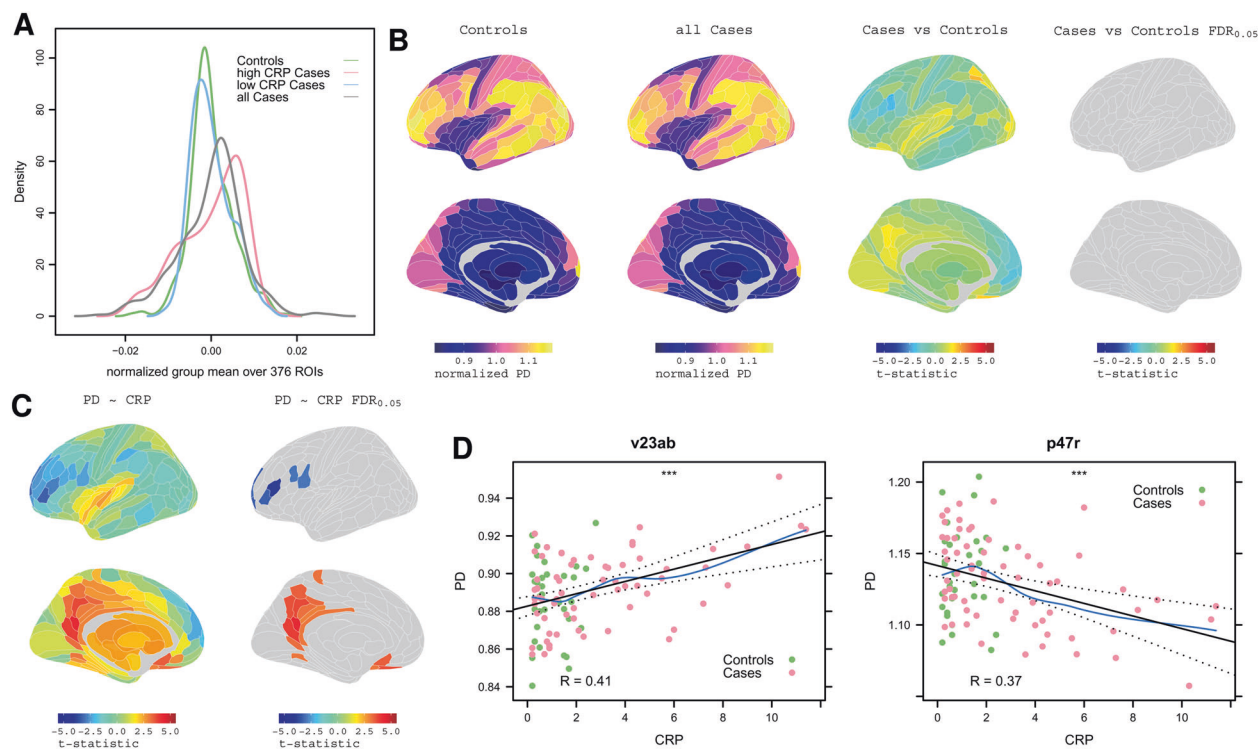 A
100
80
60
40
20
0
Density
Controls
high CRP Cases
low CRP Cases
all Cases
−0.02 0.00 0.02
normalized group mean over 376 ROIs
B
Controls all Cases Cases vs Controls Cases vs Controls FDR0.05
0.9 1.0 1.1
normalized PD
0.9 1.0 1.1
normalized PD
-5.0 -2.5 0.0 2.5 5.0
t-statistic
-5.0 -2.5 0.0 2.5 5.0
t-statistic
C
PD ~ CRP PD ~ CRP FDR0.05
-5.0 -2.5 0.0 2.5 5.0
t-statistic
-5.0 -2.5 0.0 2.5 5.0
t-statistic
D
v23ab
***
0.94
0.92
0.90
0.88
0.86
0.84
PD
Controls
Cases
R = 0.41
0 2 4 6 8 10
CRP
p47r
***
1.20
1.15
1.10
PD
Controls
Cases
R = 0.37
0 2 4 6 8 10
CRP